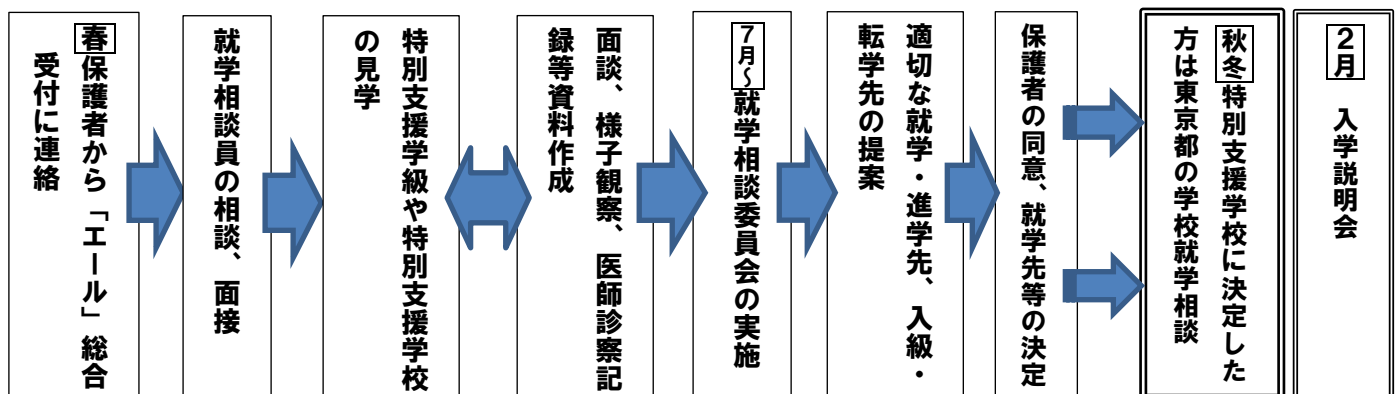 春保護者から「エール」総合
受付に連絡
就学相談員の相談、面接
特別支援学級や特別支援学校
の見学
面談、様子観察、医師診察記
録等資料作成
7月～就学相談委員会の実施
適切な就学・進学先、入級・
転学先の提案
保護者の同意、就学先等の決定
秋冬特別支援学校に決定した
方は東京都の学校就学相談
2月　入学説明会